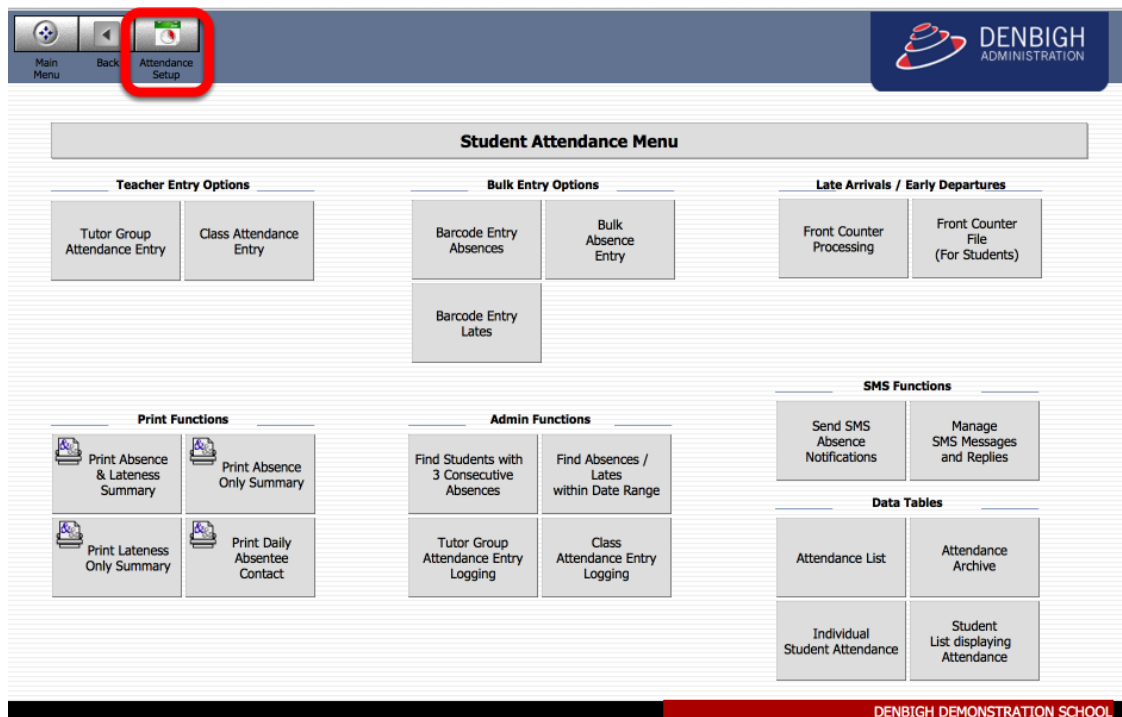 Main
Menu
Back
Attendance
Setup
DENBIGH
ADMINISTRATION
Student Attendance Menu
Teacher Entry Options
Tutor Group
Attendance Entry
Class Attendance
Entry
Bulk Entry Options
Barcode Entry
Absences
Bulk
Absence
Entry
Barcode Entry
Lates
Late Arrivals / Early Departures
Front Counter
Processing
Front Counter
File
(For Students)
Print Functions
Print Absence
& Lateness
Summary
Print Absence
Only Summary
Print Lateness
Only Summary
Print Daily
Absentee
Contact
Admin Functions
Find Students with
3 Consecutive
Absences
Find Absences /
Lates
within Date Range
Tutor Group
Attendance Entry
Logging
Class
Attendance Entry
Logging
SMS Functions
Send SMS
Absence
Notifications
Manage
SMS Messages
and Replies
Data Tables
Attendance List
Attendance
Archive
Individual
Student Attendance
Student
List displaying
Attendance
DENBIGH DEMONSTRATION SCHOOL